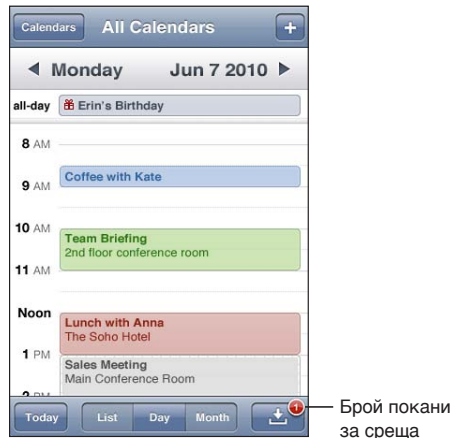 Calendars All Calendars +
Monday Jun 7 2010
all-day Erin's Birthday
8 AM
Coffee with Kate
9 AM
10 AM
Team Briefing
2nd floor conference room
11 AM
Noon
Lunch with Anna
The Soho Hotel
1 PM
Sales Meeting
Main Conference Room
2 PM
Today List Day Month 1
Брой покани
за среща